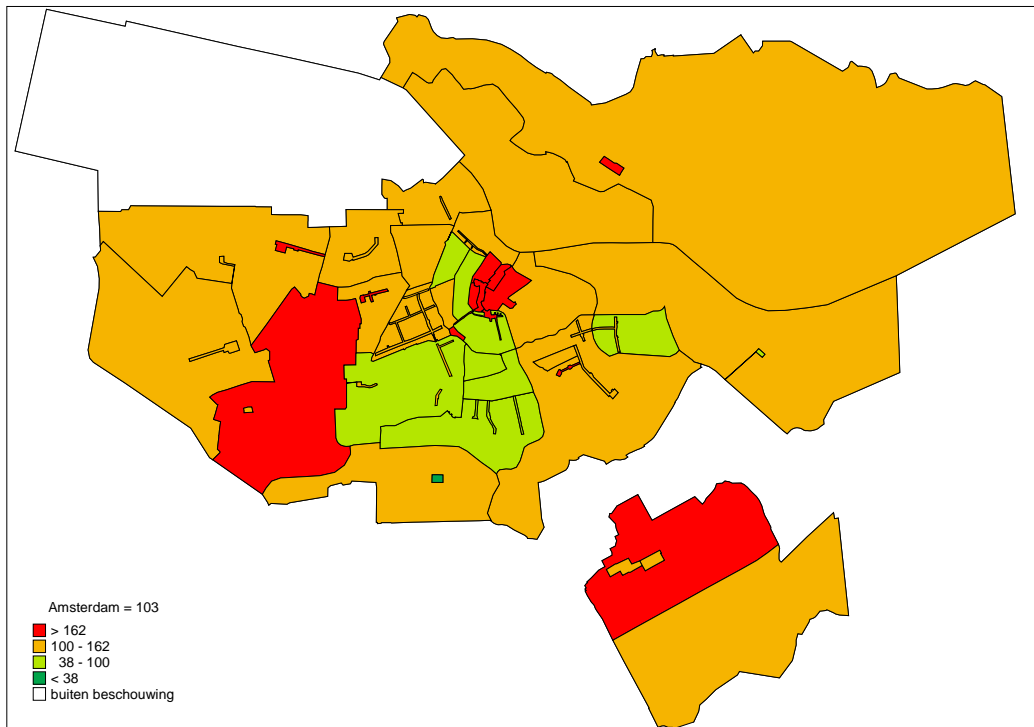 Amsterdam = 103
> 162
100 - 162
38 - 100
< 38
buiten beschouwing